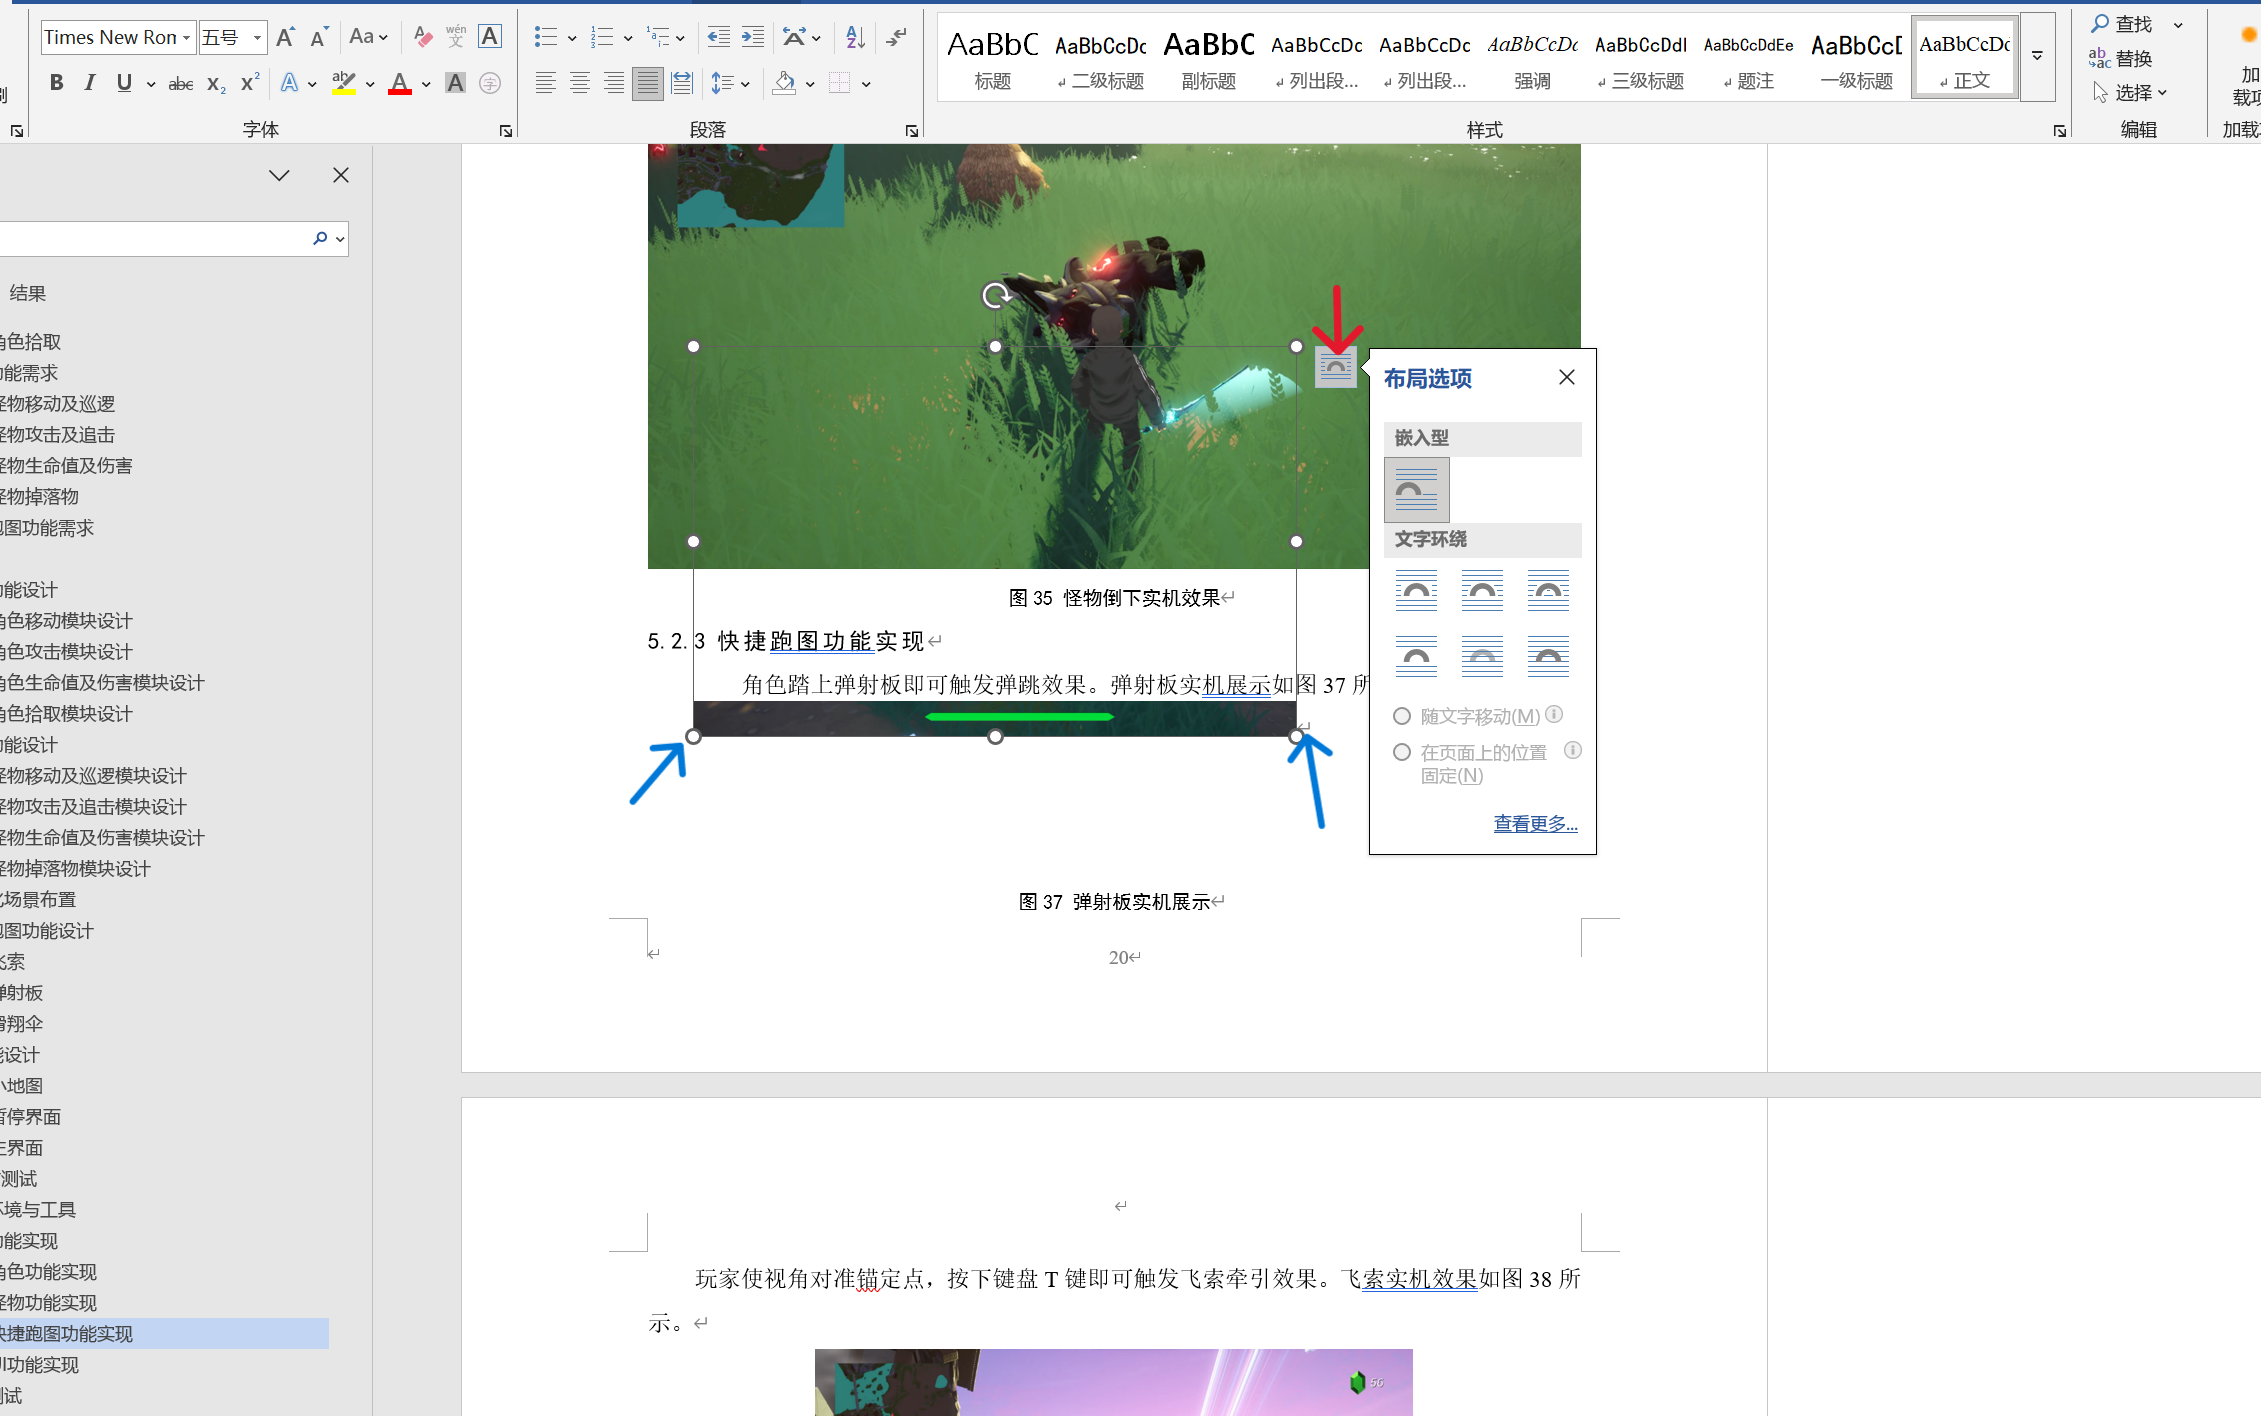 Times New Ron 五号 Aa wén 文 A
B I U abc X₂ X² A ab A A 字
刷
字体
段落
AaBbC AaBbCcDc AaBbC AaBbCcDc AaBbCcDc AaBbCcDc AaBbCcDdI AaBbCcDdEe AaBbCcD AaBbCcDc
标题 ↵ 二级标题 副标题 ↵ 列出段... ↵ 列出段... 强调 ↵ 三级标题 ↵ 题注 一级标题 ↵ 正文
样式
查找
替换
选择
编辑
加
载项
加载
结果
角色拾取
功能需求
怪物移动及巡逻
怪物攻击及追击
怪物生命值及伤害
怪物掉落物
跑图功能需求
功能设计
角色移动模块设计
角色攻击模块设计
角色生命值及伤害模块设计
角色拾取模块设计
功能设计
怪物移动及巡逻模块设计
怪物攻击及追击模块设计
怪物生命值及伤害模块设计
怪物掉落物模块设计
化场景布置
跑图功能设计
飞索
弹射板
滑翔伞
能设计
小地图
暂停界面
主界面
测试
环境与工具
功能实现
角色功能实现
怪物功能实现
快捷跑图功能实现
UI功能实现
测试
图 35 怪物倒下实机效果↵
5.2.3 快捷跑图功能实现↵
角色踏上弹射板即可触发弹跳效果。弹射板实机展示如图 37 所
↵
图 37 弹射板实机展示↵
↵
20↵
布局选项
嵌入型
文字环绕
随文字移动(M)
在页面上的位置
固定(N)
查看更多...
↵
玩家使视角对准锚定点，按下键盘 T 键即可触发飞索牵引效果。飞索实机效果如图 38 所
示。↵
56